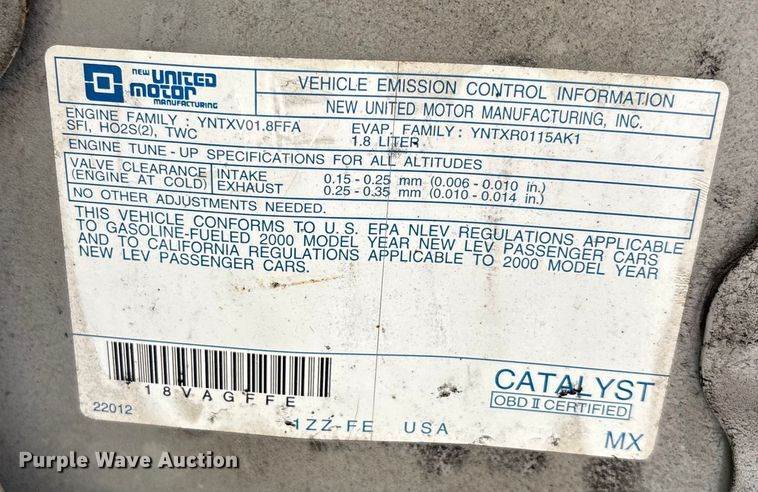 NEW UNITED
MOTOR
MANUFACTURING
VEHICLE EMISSION CONTROL INFORMATION
NEW UNITED MOTOR MANUFACTURING, INC.
ENGINE FAMILY : YNTXV01.8FFA EVAP. FAMILY : YNTXR0115AK1
SFI, HO2S(2), TWC 1.8 LITER
ENGINE TUNE-UP SPECIFICATIONS FOR ALL ALTITUDES
VALVE CLEARANCE INTAKE 0.15 - 0.25 mm (0.006 - 0.010 in.)
(ENGINE AT COLD) EXHAUST 0.25 - 0.35 mm (0.010 - 0.014 in.)
NO OTHER ADJUSTMENTS NEEDED.
THIS VEHICLE CONFORMS TO U.S. EPA NLEV REGULATIONS APPLICABLE
TO GASOLINE-FUELED 2000 MODEL YEAR NEW LEV PASSENGER CARS
AND TO CALIFORNIA REGULATIONS APPLICABLE TO 2000 MODEL YEAR
NEW LEV PASSENGER CARS.
18VAGFFE
22012
1ZZ-FE USA
CATALYST
OBD II CERTIFIED
MX
Purple Wave Auction